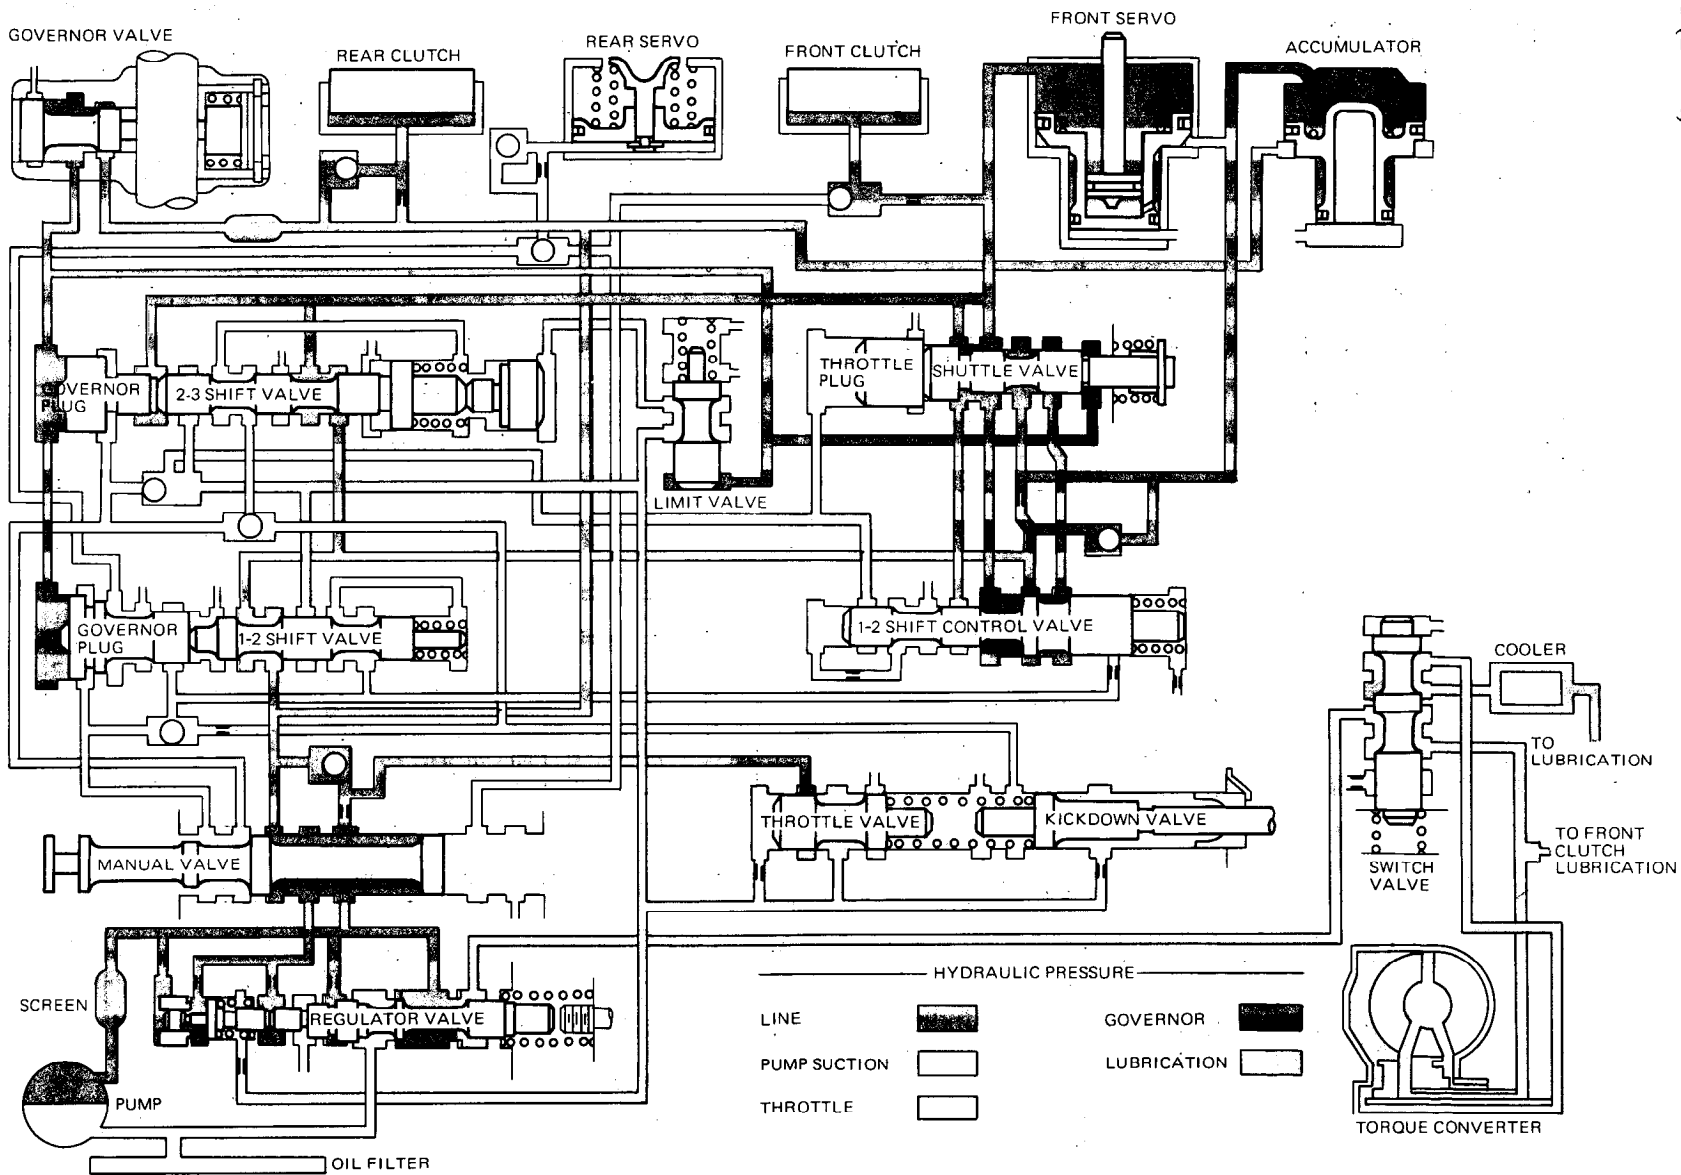 FRONT SERVO
GOVERNOR VALVE
REAR CLUTCH
REAR SERVO
FRONT CLUTCH
ACCUMULATOR
GOVERNOR
PLUG
2-3 SHIFT VALVE
THROTTLE
PLUG
SHUTTLE VALVE
LIMIT VALVE
GOVERNOR
PLUG
1-2 SHIFT VALVE
1-2 SHIFT CONTROL VALVE
COOLER
TO
LUBRICATION
THROTTLE VALVE
KICKDOWN VALVE
MANUAL VALVE
TO FRONT
CLUTCH
LUBRICATION
SWITCH
VALVE
HYDRAULIC PRESSURE
SCREEN
REGULATOR VALVE
LINE
GOVERNOR
PUMP SUCTION
LUBRICATION
PUMP
THROTTLE
TORQUE CONVERTER
OIL FILTER